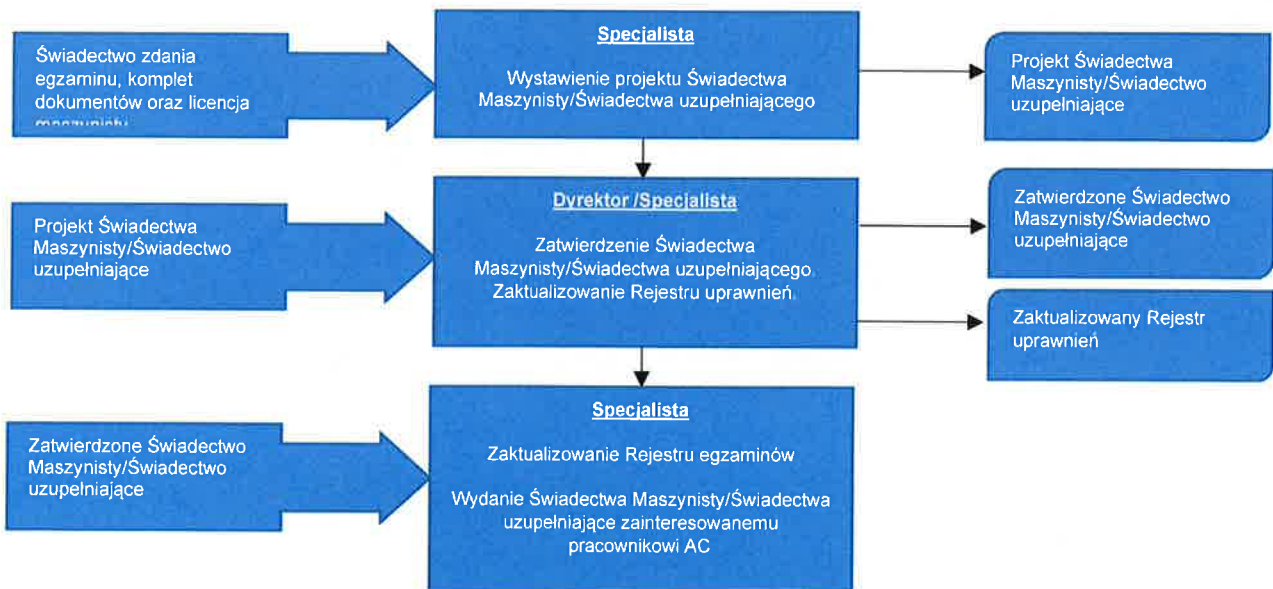 Świadectwo zdania
egzaminu, komplet
dokumentów oraz licencja
maszynisty
Specjalista
Wystawienie projektu Świadectwa
Maszynisty/Świadectwa uzupełniającego
Projekt Świadectwa
Maszynisty/Świadectwo
uzupełniające
Projekt Świadectwa
Maszynisty/Świadectwo
uzupełniające
Dyrektor /Specjalista
Zatwierdzenie Świadectwa
Maszynisty/Świadectwa uzupełniającego.
Zaktualizowanie Rejestru uprawnień.
Zatwierdzone Świadectwo
Maszynisty/Świadectwo
uzupełniające
Zaktualizowany Rejestr
uprawnień
Zatwierdzone Świadectwo
Maszynisty/Świadectwo
uzupełniające
Specjalista
Zaktualizowanie Rejestru egzaminów
Wydanie Świadectwa Maszynisty/Świadectwa
uzupełniające zainteresowanemu
pracownikowi AC